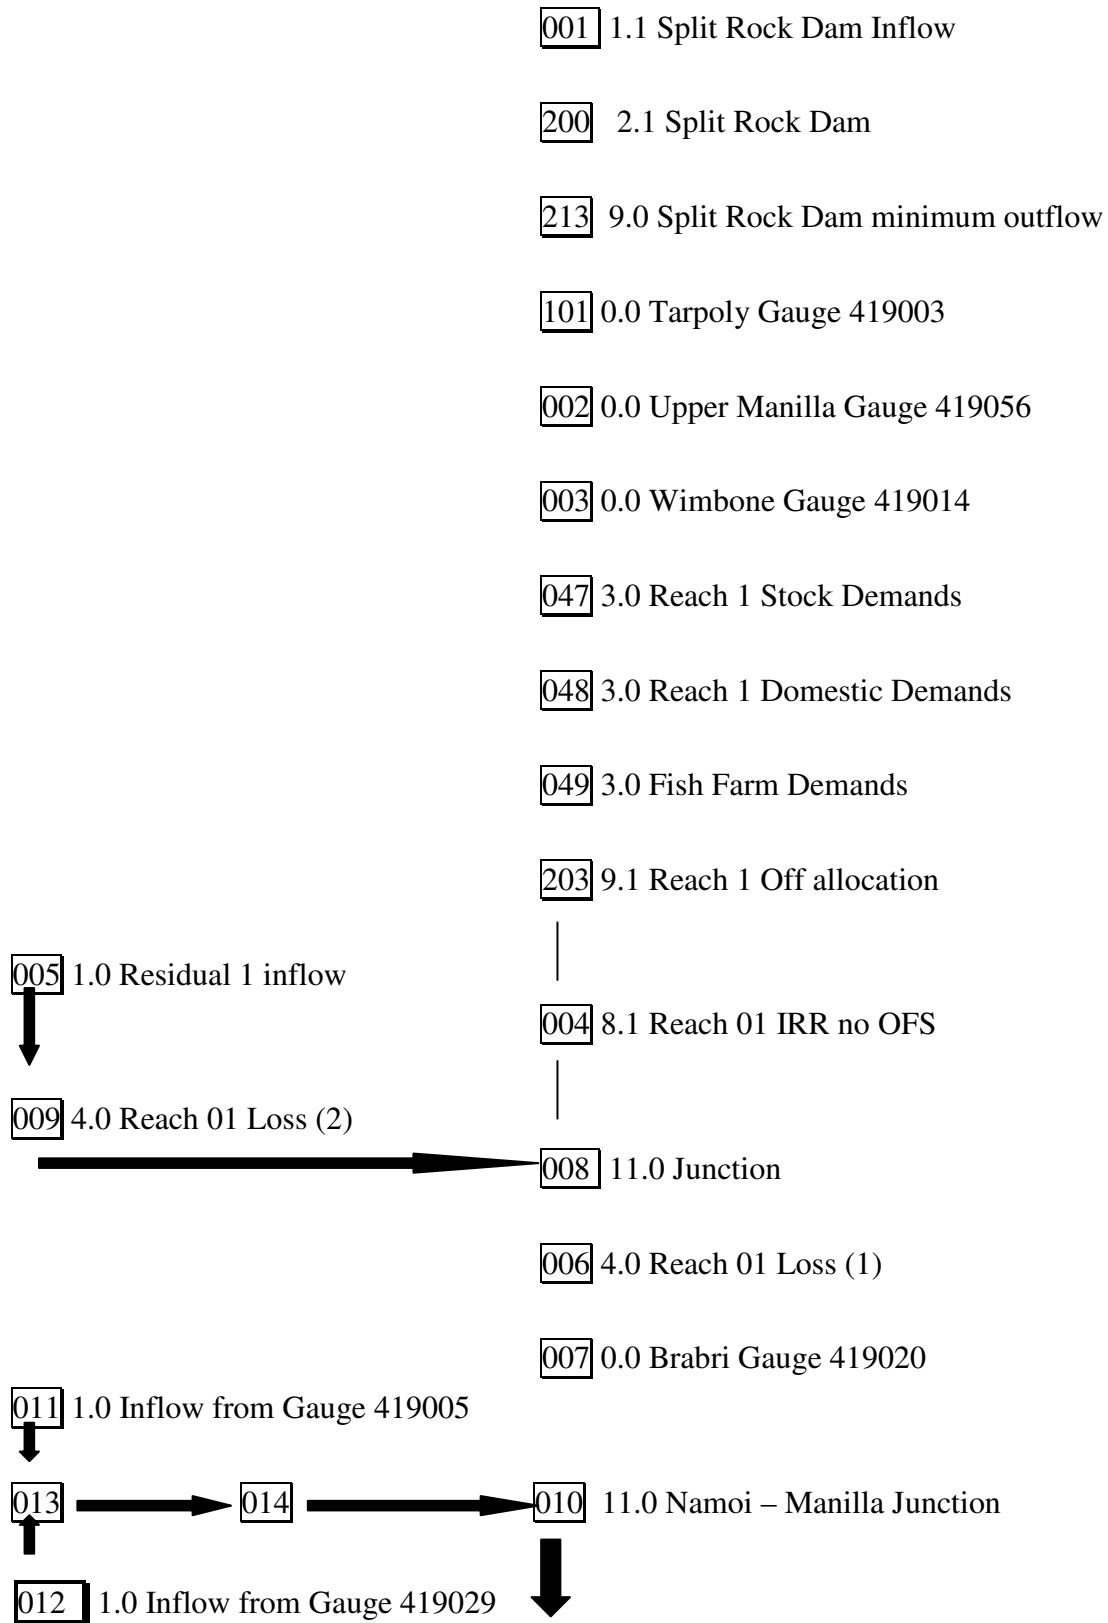 001 1.1 Split Rock Dam Inflow
200 2.1 Split Rock Dam
213 9.0 Split Rock Dam minimum outflow
101 0.0 Tarpoly Gauge 419003
002 0.0 Upper Manilla Gauge 419056
003 0.0 Wimbone Gauge 419014
047 3.0 Reach 1 Stock Demands
048 3.0 Reach 1 Domestic Demands
049 3.0 Fish Farm Demands
203 9.1 Reach 1 Off allocation
005 1.0 Residual 1 inflow
004 8.1 Reach 01 IRR no OFS
009 4.0 Reach 01 Loss (2)
008 11.0 Junction
006 4.0 Reach 01 Loss (1)
007 0.0 Brabri Gauge 419020
011 1.0 Inflow from Gauge 419005
013 014 010 11.0 Namoi – Manilla Junction
012 1.0 Inflow from Gauge 419029